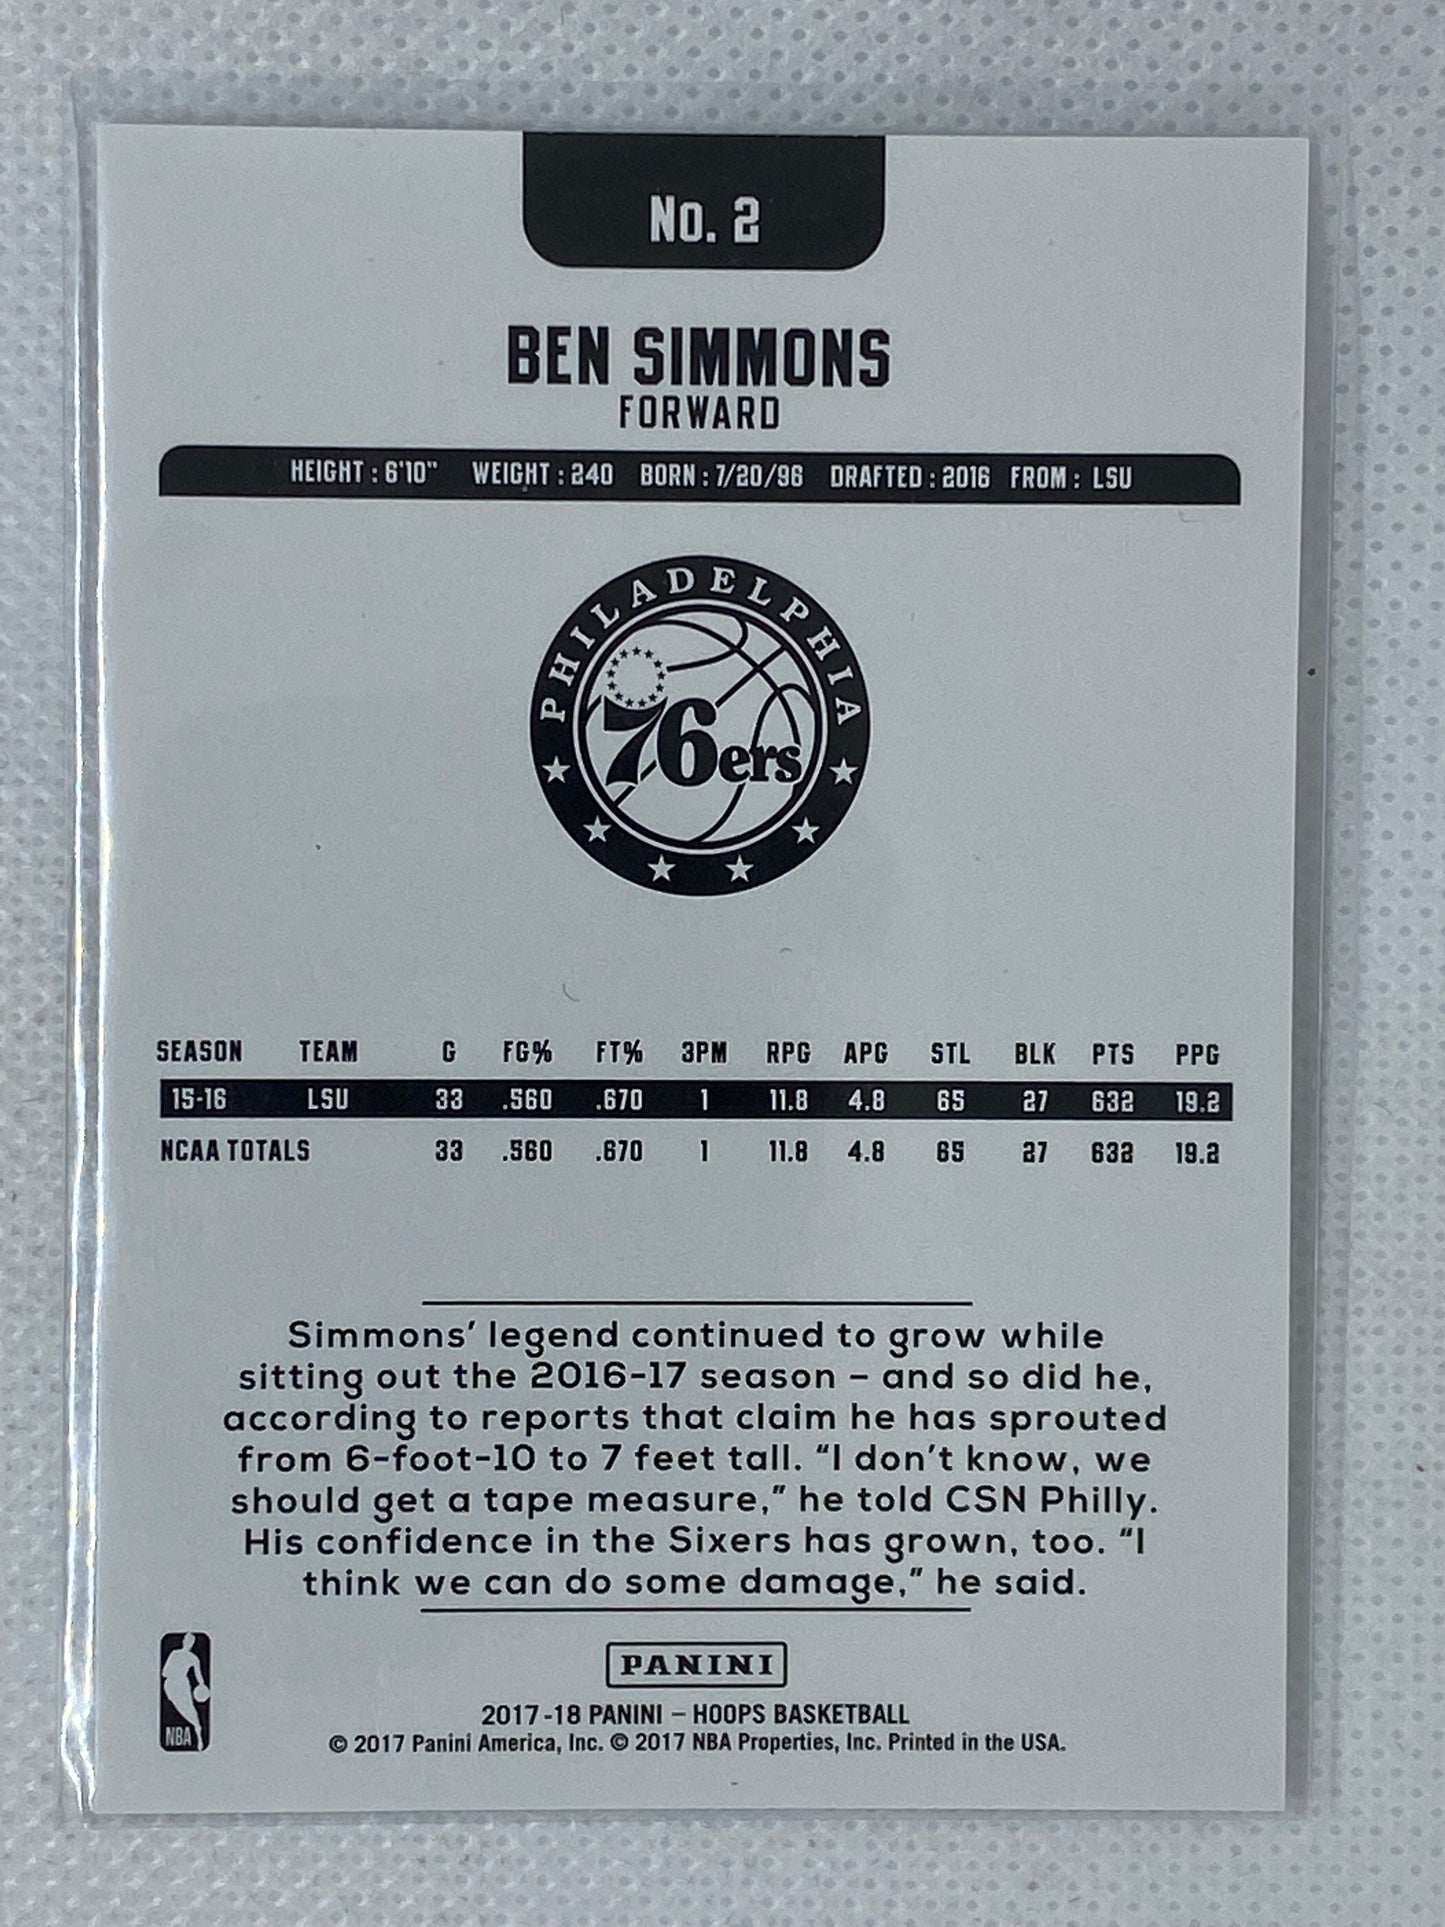 No. 2
BEN SIMMONS
FORWARD
HEIGHT : 6'10" WEIGHT : 240 BORN : 7/20/96 DRAFTED : 2016 FROM : LSU
PHILADELPHIA
76ers
SEASON TEAM G FG% FT% 3PM RPG APG STL BLK PTS PPG
15-16 LSU 33 .560 .670 1 11.8 4.8 65 27 632 19.2
NCAA TOTALS 33 .560 .670 1 11.8 4.8 65 27 632 19.2
Simmons’ legend continued to grow while
sitting out the 2016-17 season – and so did he,
according to reports that claim he has sprouted
from 6-foot-10 to 7 feet tall. “I don’t know, we
should get a tape measure,” he told CSN Philly.
His confidence in the Sixers has grown, too. “I
think we can do some damage,” he said.
NBA
PANINI
2017-18 PANINI – HOOPS BASKETBALL
© 2017 Panini America, Inc. © 2017 NBA Properties, Inc. Printed in the USA.